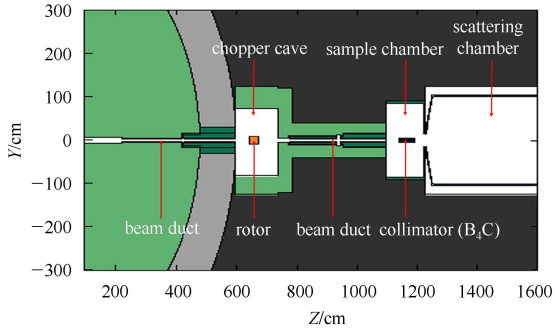 300
200
100
0
−100
−200
−300
Y/cm
chopper cave
sample chamber
scattering
chamber
beam duct
rotor
beam duct
collimator (B₄C)
200
400
600
800
1000
1200
1400
1600
Z/cm